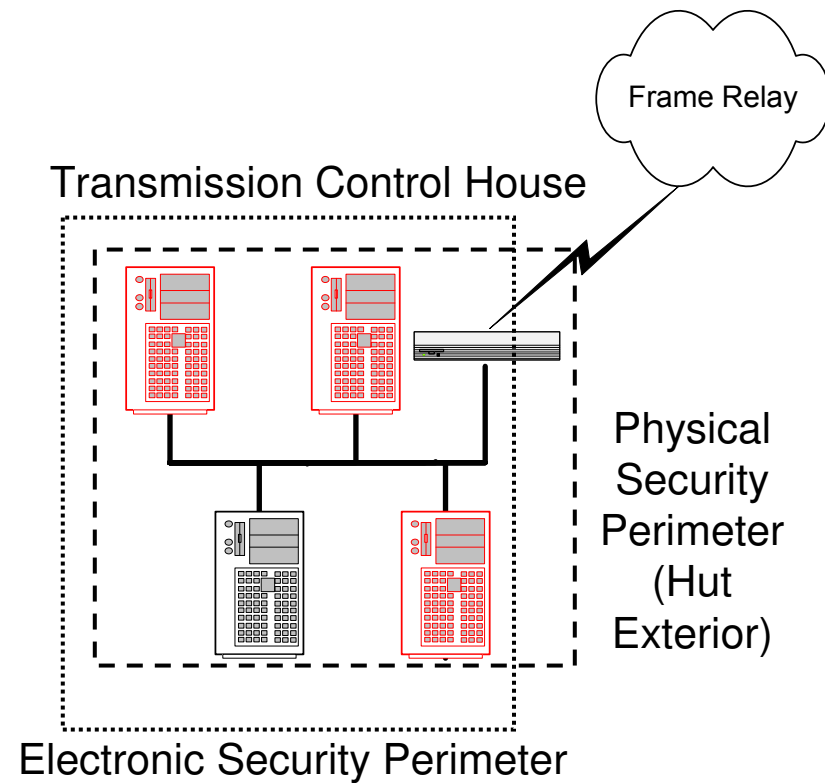 Frame Relay
Transmission Control House
Physical
Security
Perimeter
(Hut
Exterior)
Electronic Security Perimeter